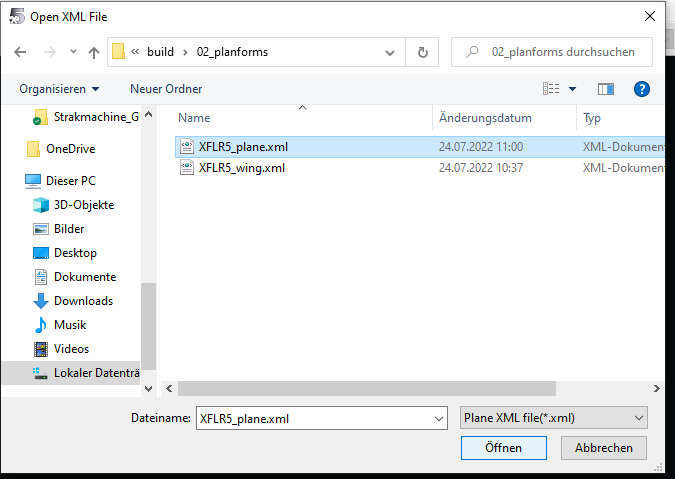 Open XML File
build 02_planforms
02_planforms durchsuchen
Organisieren Neuer Ordner
Name Änderungsdatum Typ
Strakmachine_G
OneDrive
Dieser PC
3D-Objekte
Bilder
Desktop
Dokumente
Downloads
Musik
Videos
Lokaler Datenträ
XFLR5_plane.xml 24.07.2022 11:00 XML-Dokument
XFLR5_wing.xml 24.07.2022 10:37 XML-Dokument
Dateiname: XFLR5_plane.xml Plane XML file(*.xml)
Öffnen Abbrechen